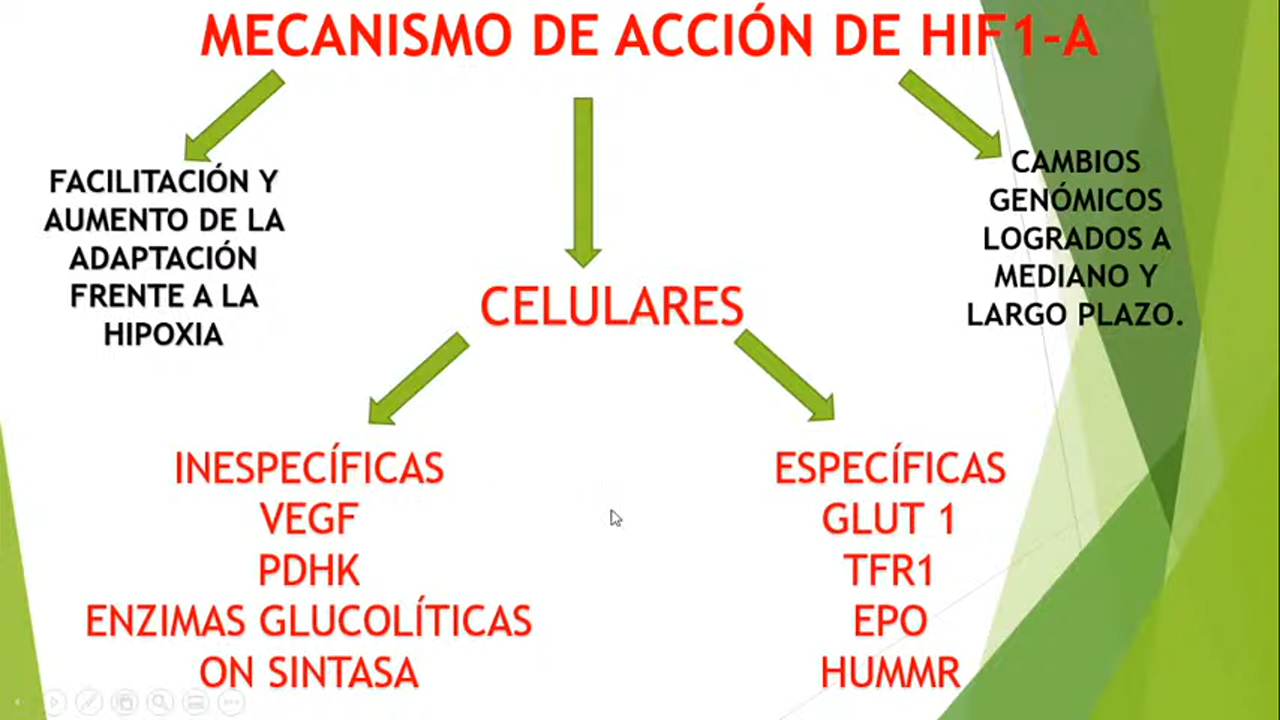 MECANISMO DE ACCIÓN DE HIF1-A
FACILITACIÓN Y
AUMENTO DE LA
ADAPTACIÓN
FRENTE A LA
HIPOXIA
CELULARES
CAMBIOS
GENÓMICOS
LOGRADOS A
MEDIANO Y
LARGO PLAZO.
INESPECÍFICAS
VEGF
PDHK
ENZIMAS GLUCOLÍTICAS
ON SINTASA
ESPECÍFICAS
GLUT 1
TFR1
EPO
HUMMR